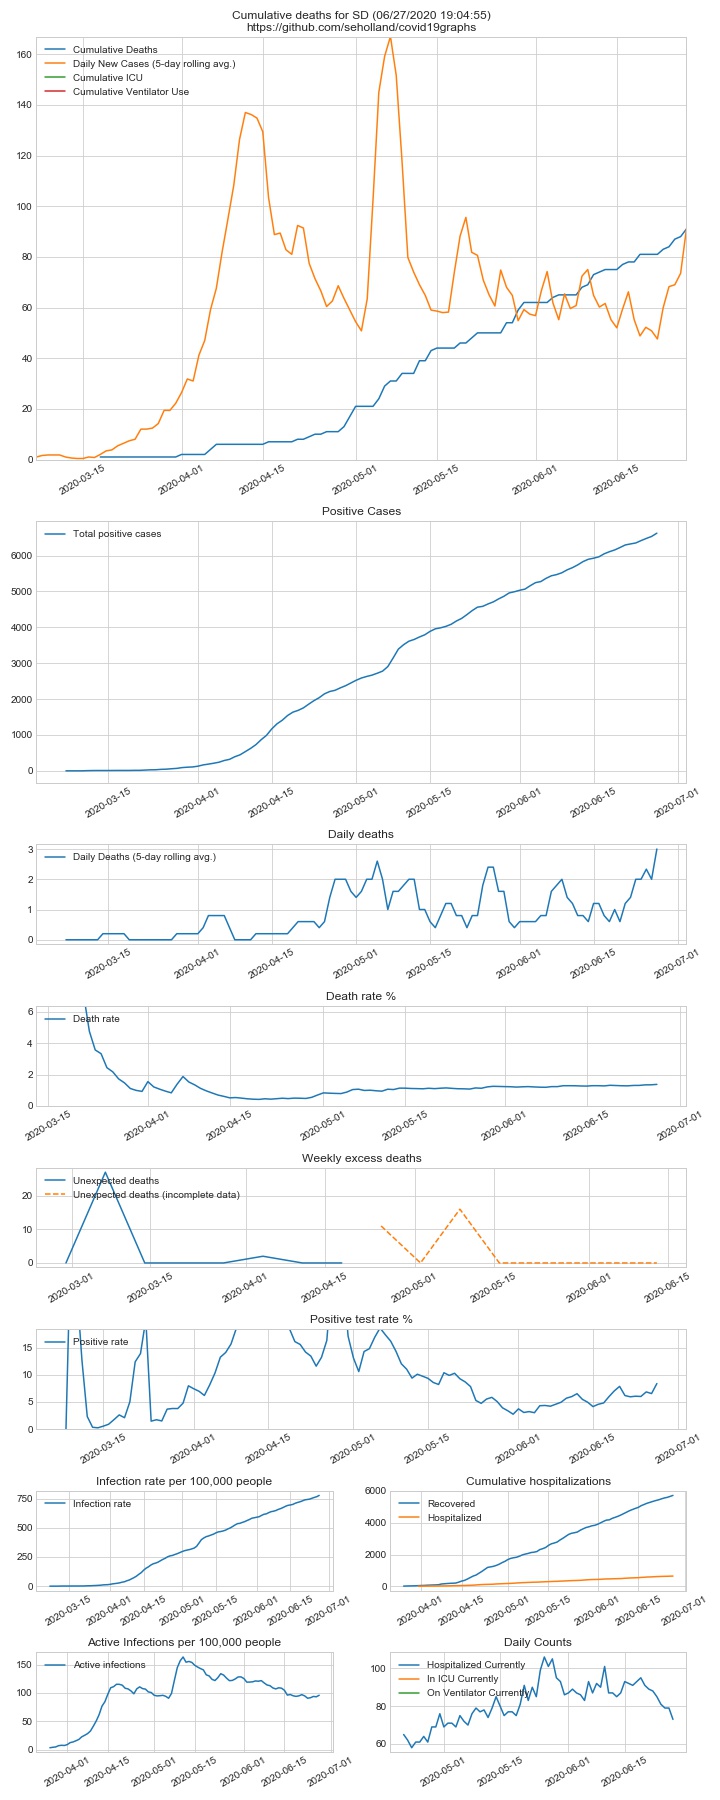 Cumulative deaths for SD (06/27/2020 19:04:55)
https://github.com/seholland/covid19graphs
Cumulative Deaths
Daily New Cases (5-day rolling avg.)
Cumulative ICU
Cumulative Ventilator Use
160
140
120
100
80
60
40
20
0
2020-03-15 2020-04-01 2020-04-15 2020-05-01 2020-05-15 2020-06-01 2020-06-15
Positive Cases
Total positive cases
6000
5000
4000
3000
2000
1000
0
2020-03-15 2020-04-01 2020-04-15 2020-05-01 2020-05-15 2020-06-01 2020-06-15 2020-07-01
Daily deaths
Daily Deaths (5-day rolling avg.)
3
2
1
0
2020-03-15 2020-04-01 2020-04-15 2020-05-01 2020-05-15 2020-06-01 2020-06-15 2020-07-01
Death rate %
Death rate
6
4
2
0
2020-03-15 2020-04-01 2020-04-15 2020-05-01 2020-05-15 2020-06-01 2020-06-15 2020-07-01
Weekly excess deaths
Unexpected deaths
Unexpected deaths (incomplete data)
20
10
0
2020-03-01 2020-03-15 2020-04-01 2020-04-15 2020-05-01 2020-05-15 2020-06-01 2020-06-15
Positive test rate %
Positive rate
15
10
5
0
2020-03-15 2020-04-01 2020-04-15 2020-05-01 2020-05-15 2020-06-01 2020-06-15 2020-07-01
Infection rate per 100,000 people
Infection rate
750
500
250
0
2020-03-15 2020-04-01 2020-04-15 2020-05-01 2020-05-15 2020-06-01 2020-06-15 2020-07-01
Cumulative hospitalizations
Recovered
Hospitalized
6000
4000
2000
0
2020-04-01 2020-04-15 2020-05-01 2020-05-15 2020-06-01 2020-06-15 2020-07-01
Active Infections per 100,000 people
Active infections
150
100
50
0
2020-04-01 2020-04-15 2020-05-01 2020-05-15 2020-06-01 2020-06-15 2020-07-01
Daily Counts
Hospitalized Currently
In ICU Currently
On Ventilator Currently
100
80
60
2020-05-01 2020-05-15 2020-06-01 2020-06-15